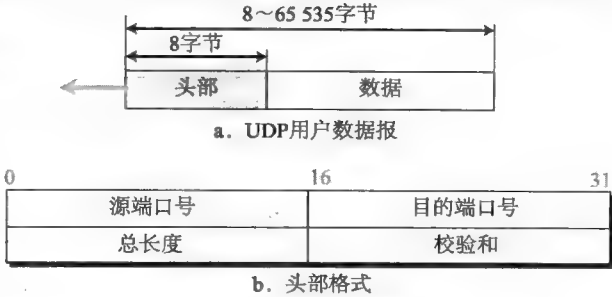 8～65 535字节
8字节
头部 数据
a. UDP用户数据报
0 16 31
源端口号 目的端口号
总长度 校验和
b. 头部格式